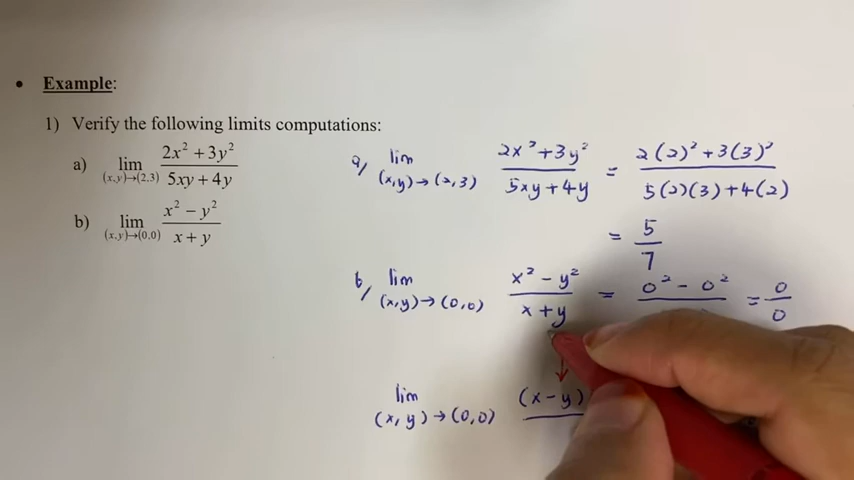 • Example:
1) Verify the following limits computations:
a) lim (x,y)→(2,3) (2x² + 3y²)/(5xy + 4y)
b) lim (x,y)→(0,0) (x² − y²)/(x + y)
a, lim (x,y)→(2,3) (2x² + 3y²)/(5xy + 4y) = (2(2)² + 3(3)²)/(5(2)(3) + 4(2))
= 5/7
b, lim (x,y)→(0,0) (x² − y²)/(x + y) = 0² − 0² = 0/0
lim (x,y)→(0,0) (x − y)